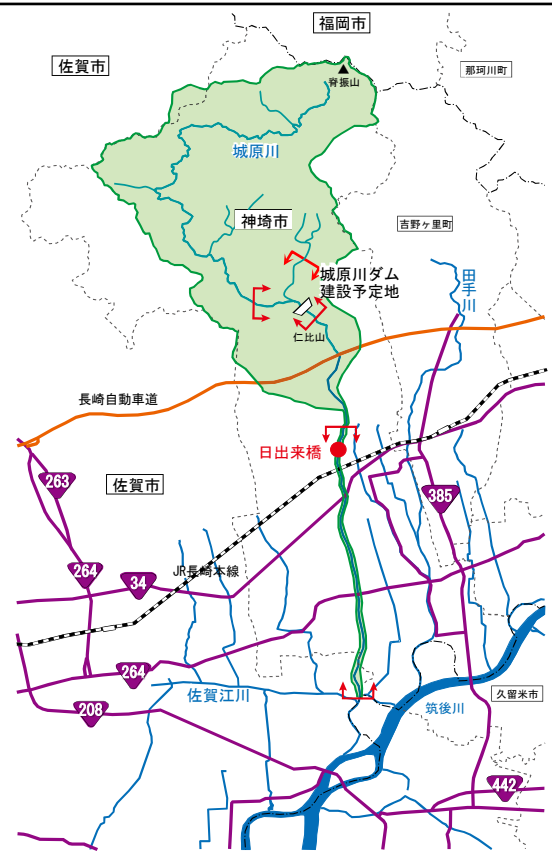 福岡市
佐賀市
那珂川町
脊振山
城原川
神埼市
吉野ヶ里町
城原川ダム
建設予定地
田手川
仁比山
長崎自動車道
日出来橋
263
佐賀市
385
264
34
JR長崎本線
264
佐賀江川
208
久留米市
筑後川
442